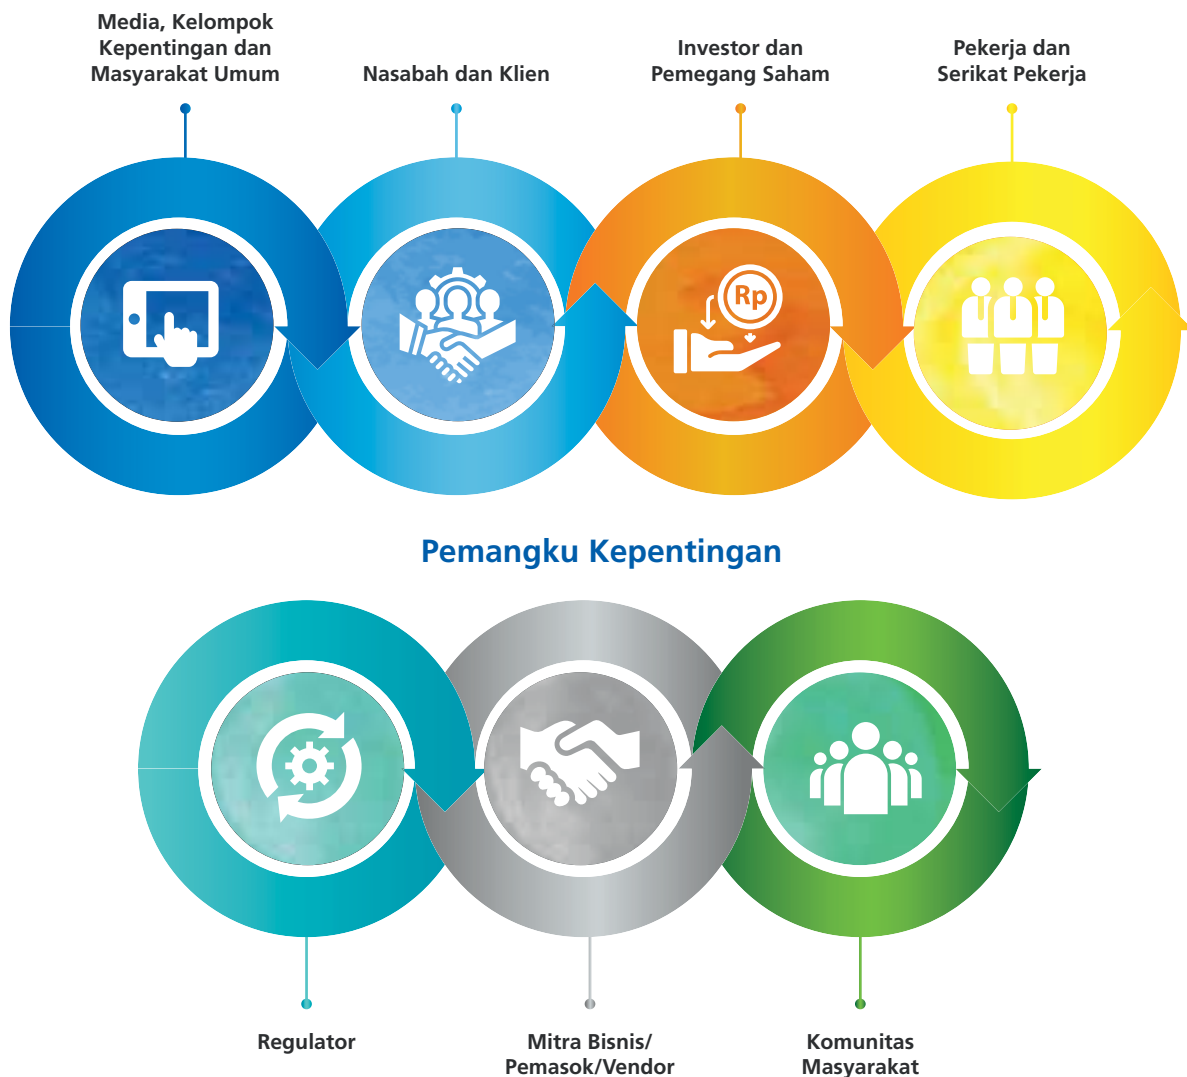 Media, Kelompok
Kepentingan dan
Masyarakat Umum
Nasabah dan Klien
Investor dan
Pemegang Saham
Pekerja dan
Serikat Pekerja
Rp
Pemangku Kepentingan
Regulator
Mitra Bisnis/
Pemasok/Vendor
Komunitas
Masyarakat